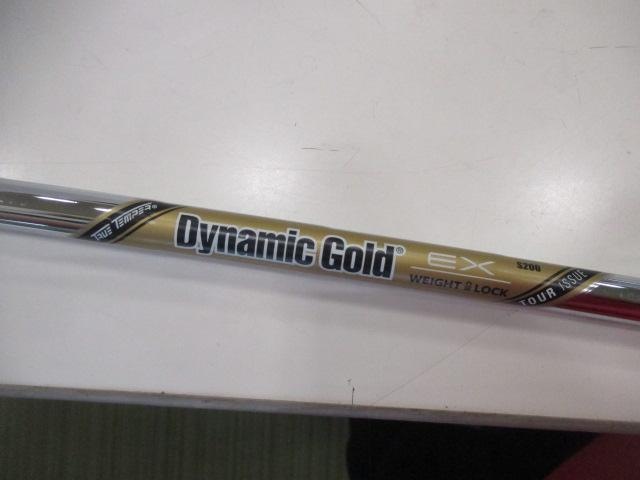 TRUE TEMPER®
Dynamic Gold®
EX
WEIGHT LOCK
S200
TOUR ISSUE